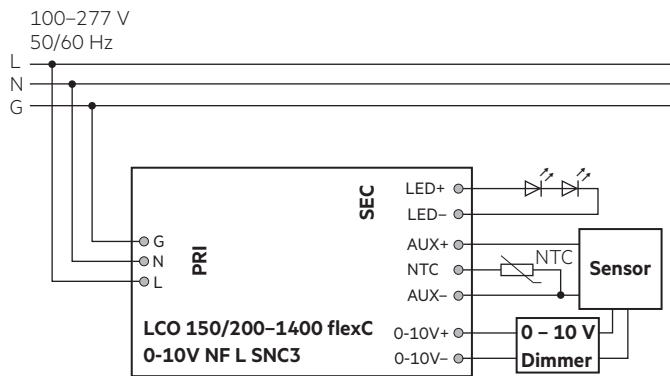 100–277 V
50/60 Hz
L
N
G
LED+
SEC
LED–
AUX+
G
NTC
NTC
Sensor
N
PRI
L
AUX–
LCO 150/200–1400 flexC
0-10V+
0 – 10 V
0-10V NF L SNC3
0-10V–
Dimmer